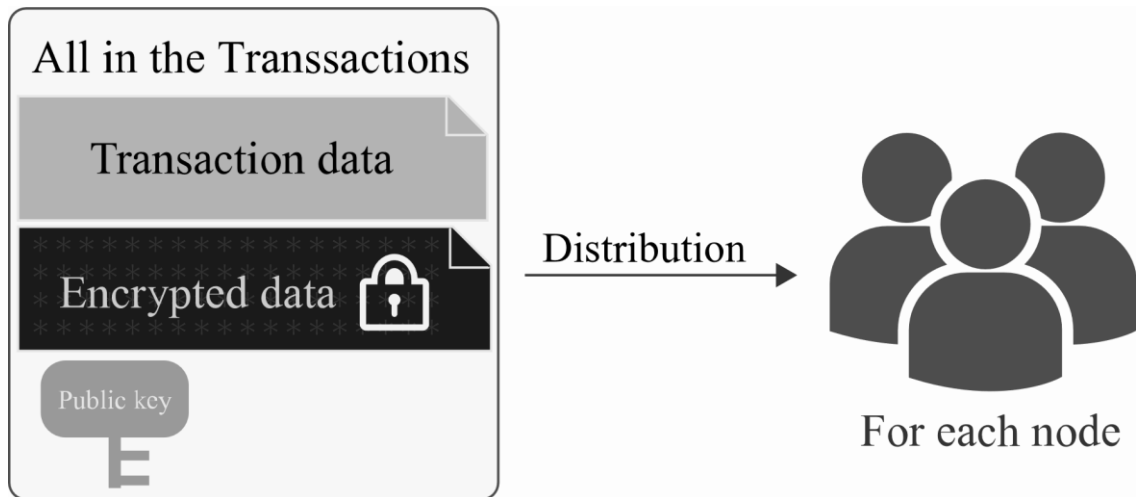 All in the Transsactions
Transaction data
Encrypted data
Public key
Distribution
For each node